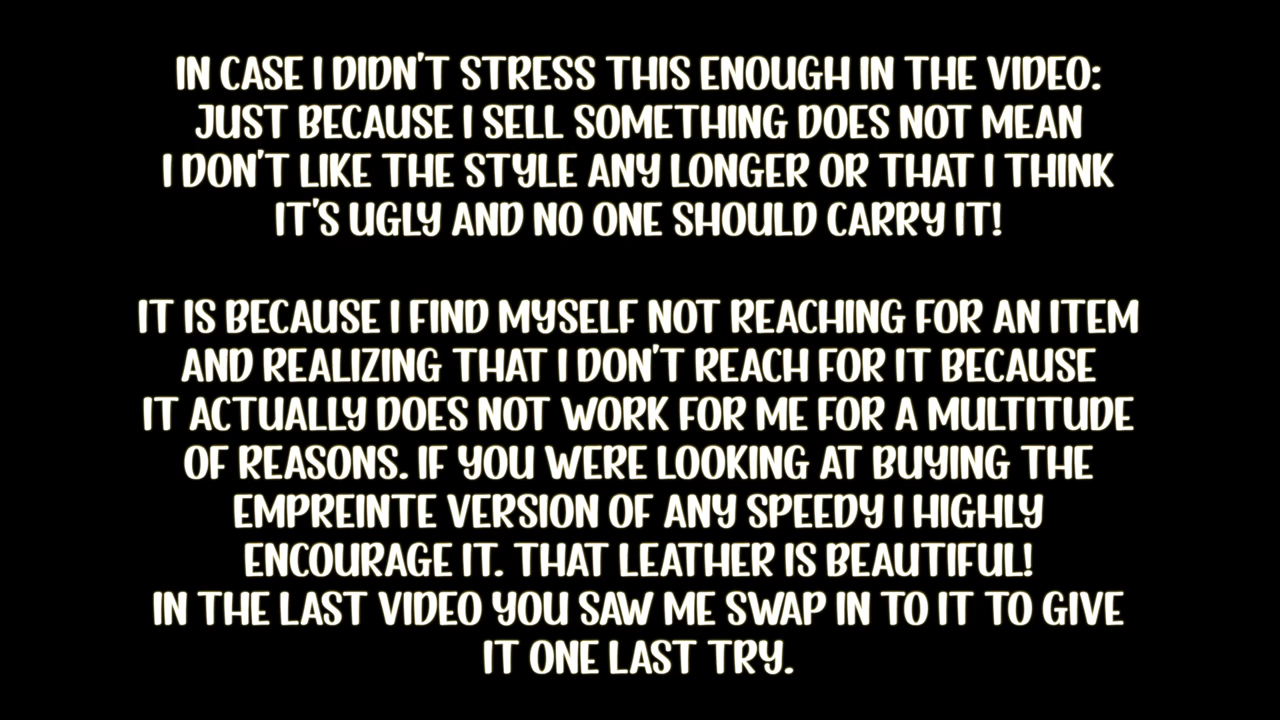 IN CASE I DIDN'T STRESS THIS ENOUGH IN THE VIDEO:
JUST BECAUSE I SELL SOMETHING DOES NOT MEAN
I DON'T LIKE THE STYLE ANY LONGER OR THAT I THINK
IT'S UGLY AND NO ONE SHOULD CARRY IT!
IT IS BECAUSE I FIND MYSELF NOT REACHING FOR AN ITEM
AND REALIZING THAT I DON'T REACH FOR IT BECAUSE
IT ACTUALLY DOES NOT WORK FOR ME FOR A MULTITUDE
OF REASONS. IF YOU WERE LOOKING AT BUYING THE
EMPREINTE VERSION OF ANY SPEEDY I HIGHLY
ENCOURAGE IT. THAT LEATHER IS BEAUTIFUL!
IN THE LAST VIDEO YOU SAW ME SWAP IN TO IT TO GIVE
IT ONE LAST TRY.